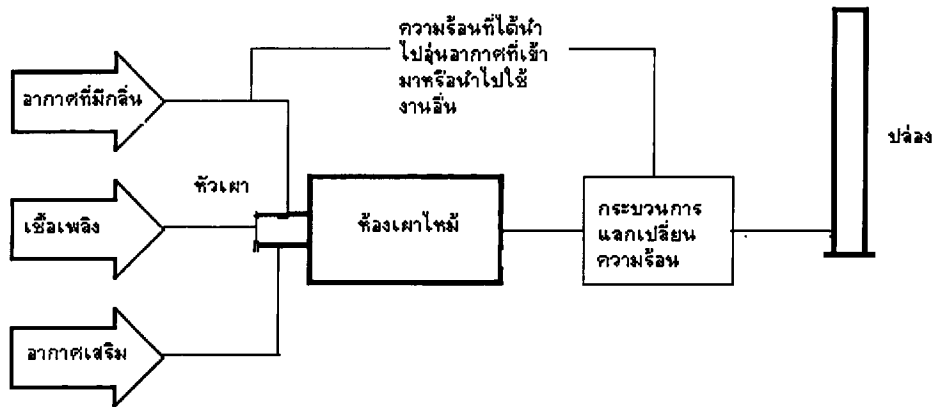 ความร้อนที่ได้นำ
ไปอุ่นอากาศที่เข้า
มาหรือนำไปใช้
งานอื่น
อากาศที่มีกลิ่น
ปล่อง
หัวเผา
เชื้อเพลิง
ห้องเผาไหม้
กระบวนการ
แลกเปลี่ยน
ความร้อน
อากาศเสริม